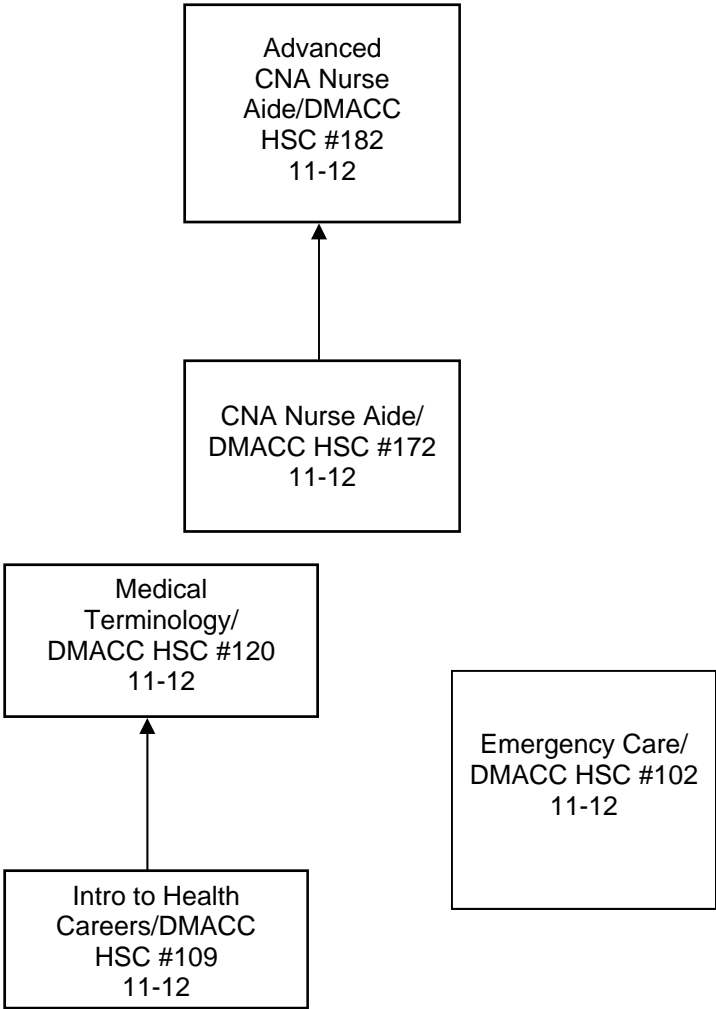 Advanced
CNA Nurse
Aide/DMACC
HSC #182
11-12
CNA Nurse Aide/
DMACC HSC #172
11-12
Medical
Terminology/
DMACC HSC #120
11-12
Emergency Care/
DMACC HSC #102
11-12
Intro to Health
Careers/DMACC
HSC #109
11-12